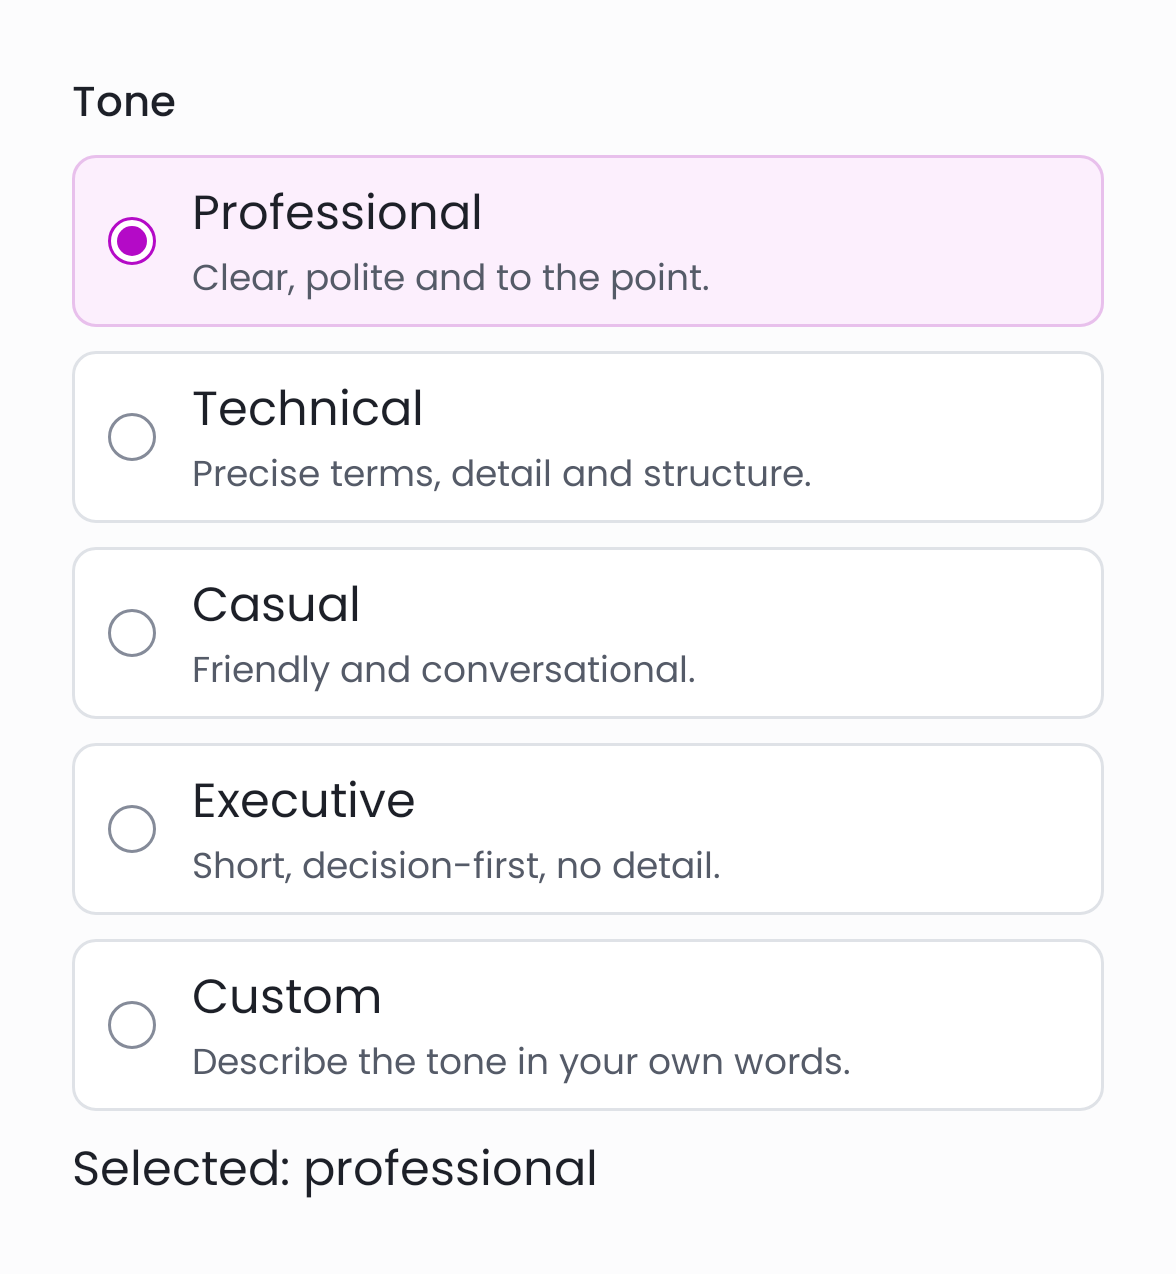 Tone
Professional
Clear, polite and to the point.
Technical
Precise terms, detail and structure.
Casual
Friendly and conversational.
Executive
Short, decision-first, no detail.
Custom
Describe the tone in your own words.
Selected: professional